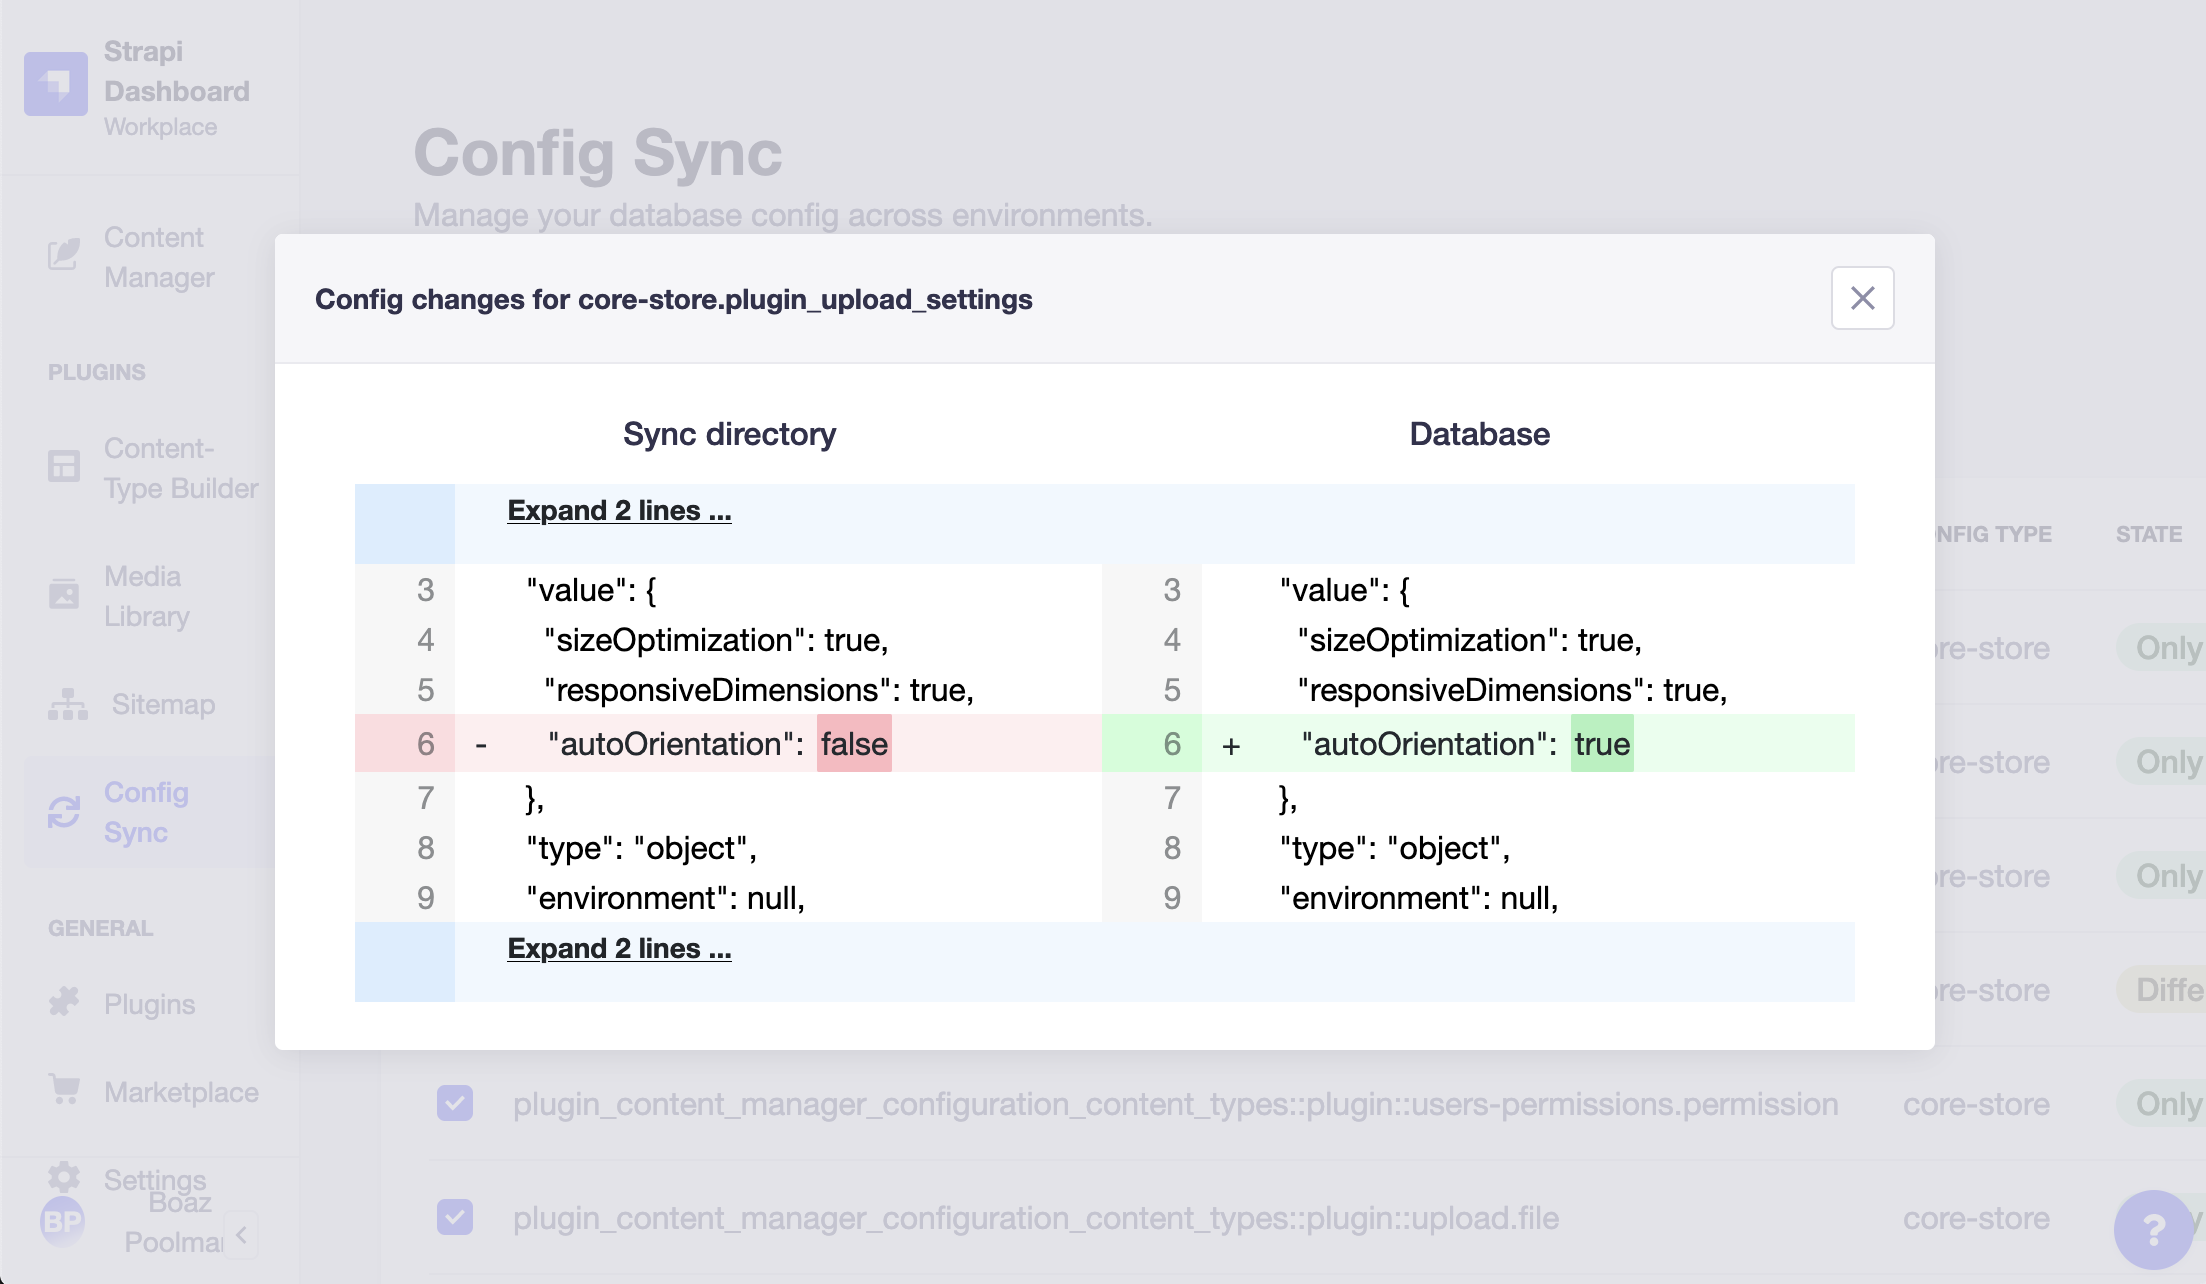 Strapi
Dashboard
Workplace
Content
Manager
PLUGINS
Content-
Type Builder
Media
Library
Sitemap
Config
Sync
GENERAL
Plugins
Marketplace
Settings
BP
Boaz
Poolman
Config Sync
Manage your database config across environments.
Config changes for core-store.plugin_upload_settings
Sync directory
Database
Expand 2 lines ...
3 "value": { 3 "value": {
4 "sizeOptimization": true, 4 "sizeOptimization": true,
5 "responsiveDimensions": true, 5 "responsiveDimensions": true,
6 - "autoOrientation": false 6 + "autoOrientation": true
7 }, 7 },
8 "type": "object", 8 "type": "object",
9 "environment": null, 9 "environment": null,
Expand 2 lines ...
NFIG TYPE STATE
re-store Only
re-store Only
re-store Only
re-store Diffe
plugin_content_manager_configuration_content_types::plugin::users-permissions.permission core-store Only
plugin_content_manager_configuration_content_types::plugin::upload.file core-store
?